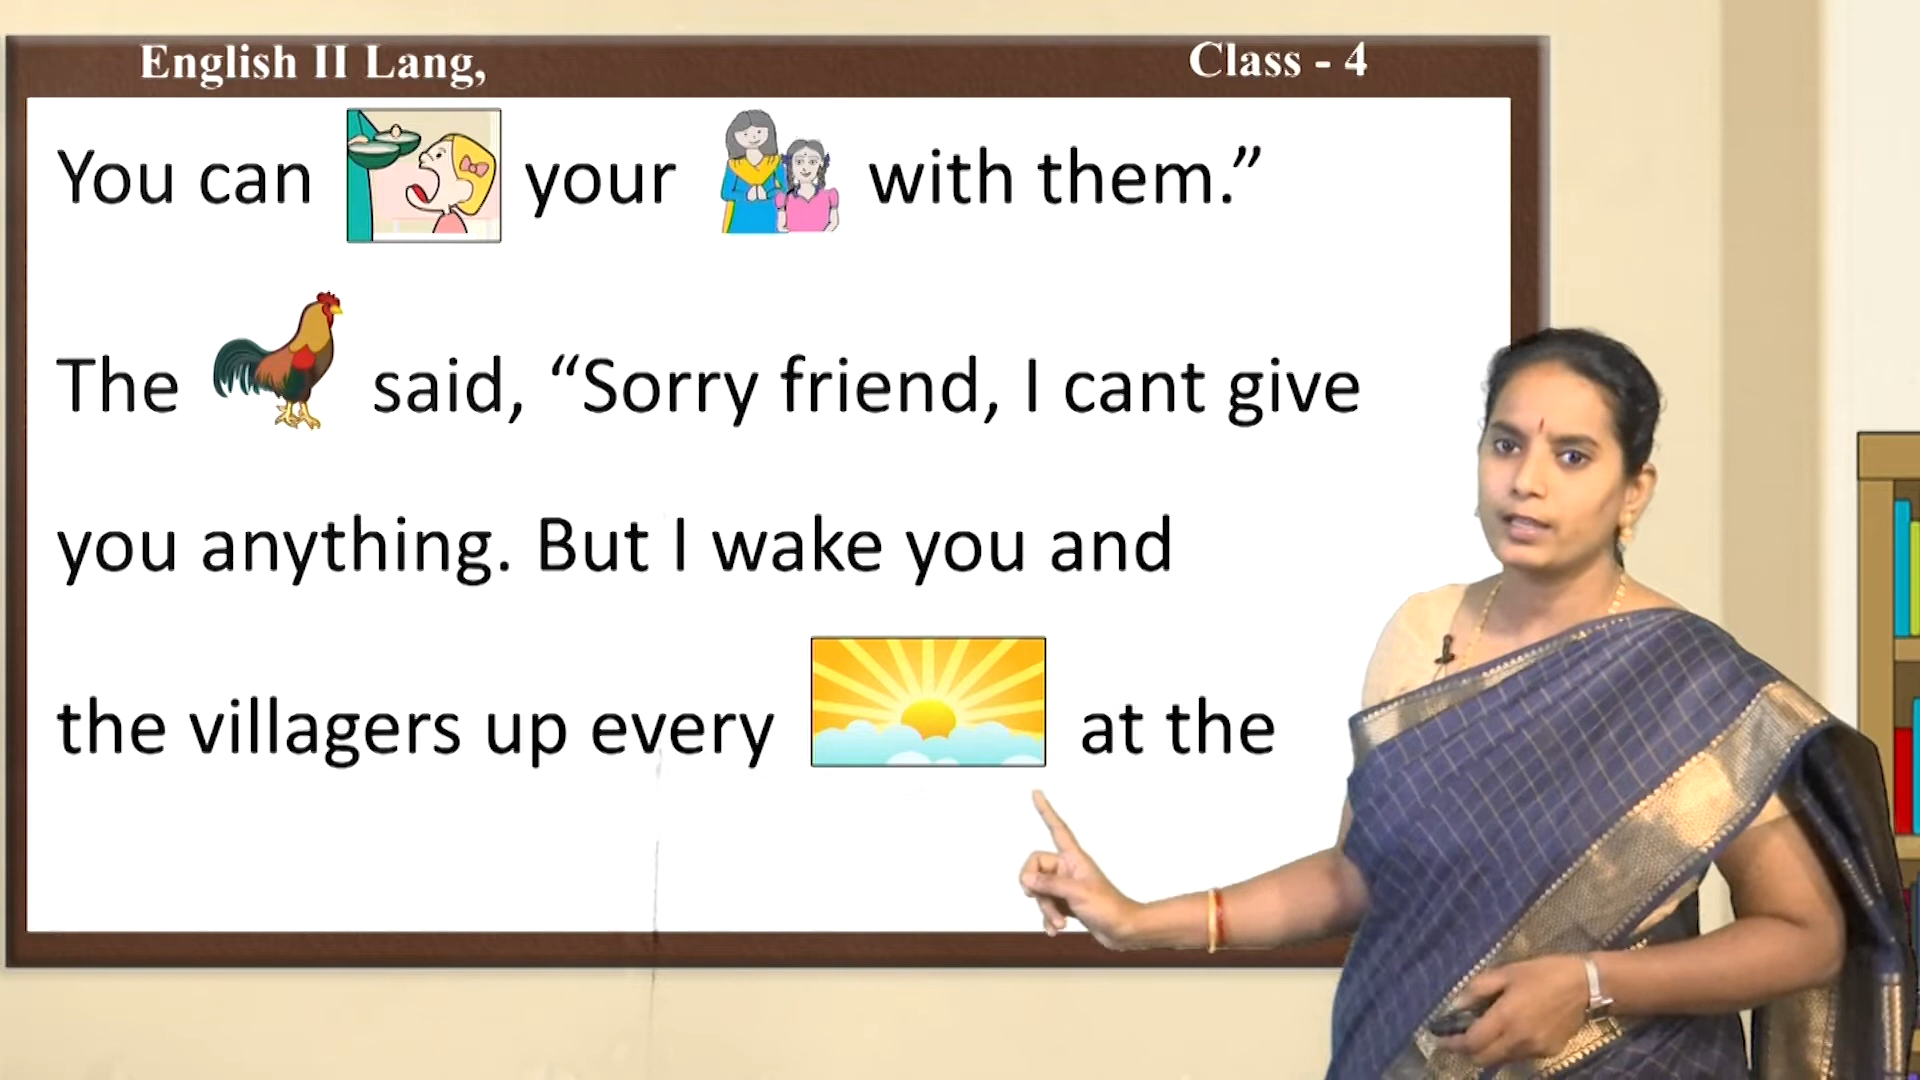 English II Lang,
Class - 4
You can your with them.”
The said, “Sorry friend, I cant give
you anything. But I wake you and
the villagers up every at the